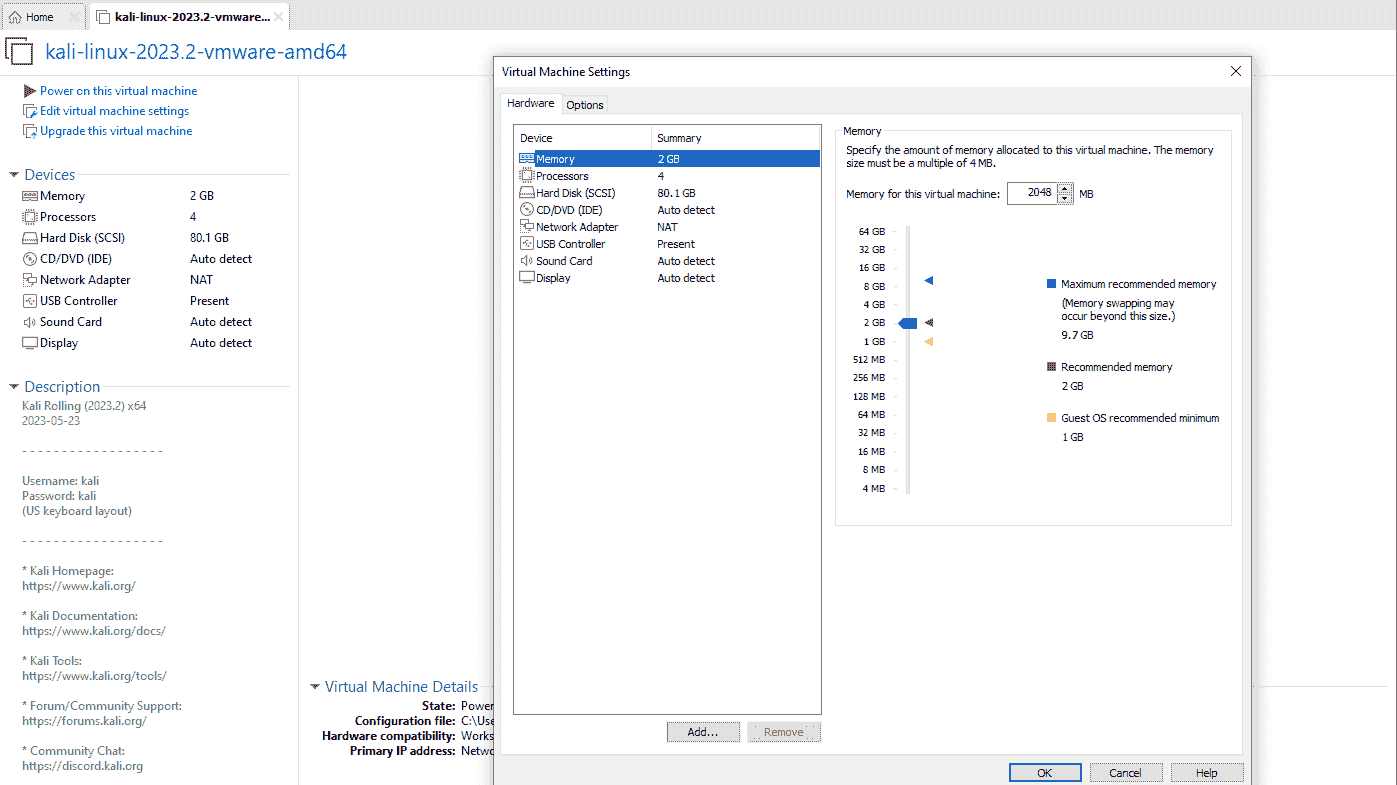 Home
kali-linux-2023.2-vmware...
kali-linux-2023.2-vmware-amd64
Power on this virtual machine
Edit virtual machine settings
Upgrade this virtual machine
Devices
Memory 2 GB
Processors 4
Hard Disk (SCSI) 80.1 GB
CD/DVD (IDE) Auto detect
Network Adapter NAT
USB Controller Present
Sound Card Auto detect
Display Auto detect
Description
Kali Rolling (2023.2) x64
2023-05-23
- - - - - - - - - - - - - - - - - -
Username: kali
Password: kali
(US keyboard layout)
- - - - - - - - - - - - - - - - - -
* Kali Homepage:
https://www.kali.org/
* Kali Documentation:
https://www.kali.org/docs/
* Kali Tools:
https://www.kali.org/tools/
* Forum/Community Support:
https://forums.kali.org/
* Community Chat:
https://discord.kali.org
Virtual Machine Details
State: Power
Configuration file: C:\Use
Hardware compatibility: Works
Primary IP address: Netwo
Virtual Machine Settings
Hardware
Options
Device Summary
Memory 2 GB
Processors 4
Hard Disk (SCSI) 80.1 GB
CD/DVD (IDE) Auto detect
Network Adapter NAT
USB Controller Present
Sound Card Auto detect
Display Auto detect
Add...
Remove
Memory
Specify the amount of memory allocated to this virtual machine. The memory
size must be a multiple of 4 MB.
Memory for this virtual machine: 2048 MB
64 GB
32 GB
16 GB
8 GB
4 GB
2 GB
1 GB
512 MB
256 MB
128 MB
64 MB
32 MB
16 MB
8 MB
4 MB
Maximum recommended memory
(Memory swapping may
occur beyond this size.)
9.7 GB
Recommended memory
2 GB
Guest OS recommended minimum
1 GB
OK
Cancel
Help